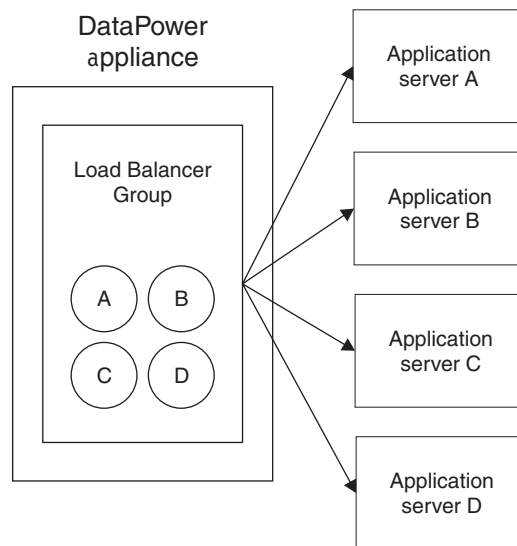 DataPower
appliance
Load Balancer
Group
A
B
C
D
Application
server A
Application
server B
Application
server C
Application
server D